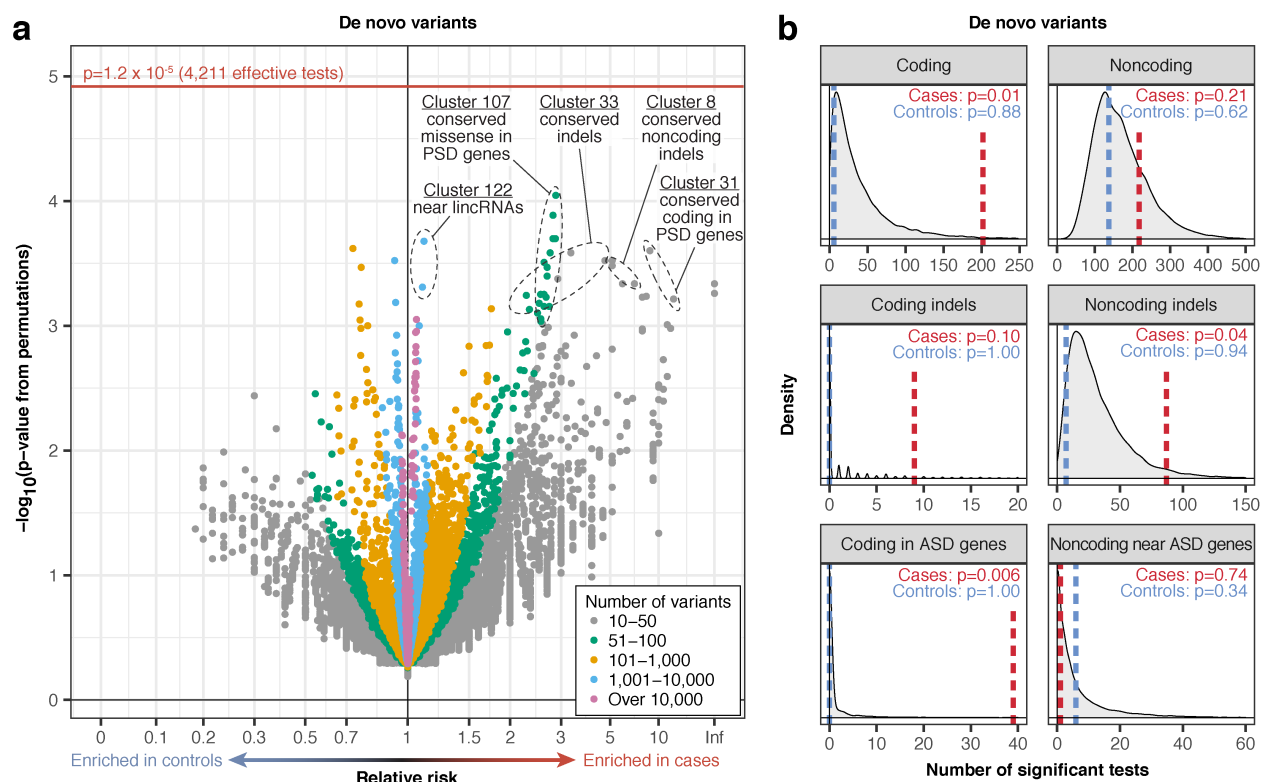 a
De novo variants
p=1.2 x 10-5 (4,211 effective tests)
Cluster 107
conserved
missense in
PSD genes
Cluster 33
conserved
indels
Cluster 8
conserved
noncoding
indels
Cluster 31
conserved
coding in
PSD genes
Cluster 122
near lincRNAs
−log10(p−value from permutations)
5
4
3
2
1
0
Number of variants
10−50
51−100
101−1,000
1,001−10,000
Over 10,000
0 0.1 0.2 0.3 0.5 0.7 1 1.5 2 3 5 10 Inf
Enriched in controls
Enriched in cases
Relative risk
b
De novo variants
Coding
Cases: p=0.01
Controls: p=0.88
0 50 100 150 200 250
Noncoding
Cases: p=0.21
Controls: p=0.62
0 100 200 300 400 500
Coding indels
Cases: p=0.10
Controls: p=1.00
0 5 10 15 20
Noncoding indels
Cases: p=0.04
Controls: p=0.94
0 50 100 150
Coding in ASD genes
Cases: p=0.006
Controls: p=1.00
0 10 20 30 40
Noncoding near ASD genes
Cases: p=0.74
Controls: p=0.34
0 20 40 60
Density
Number of significant tests